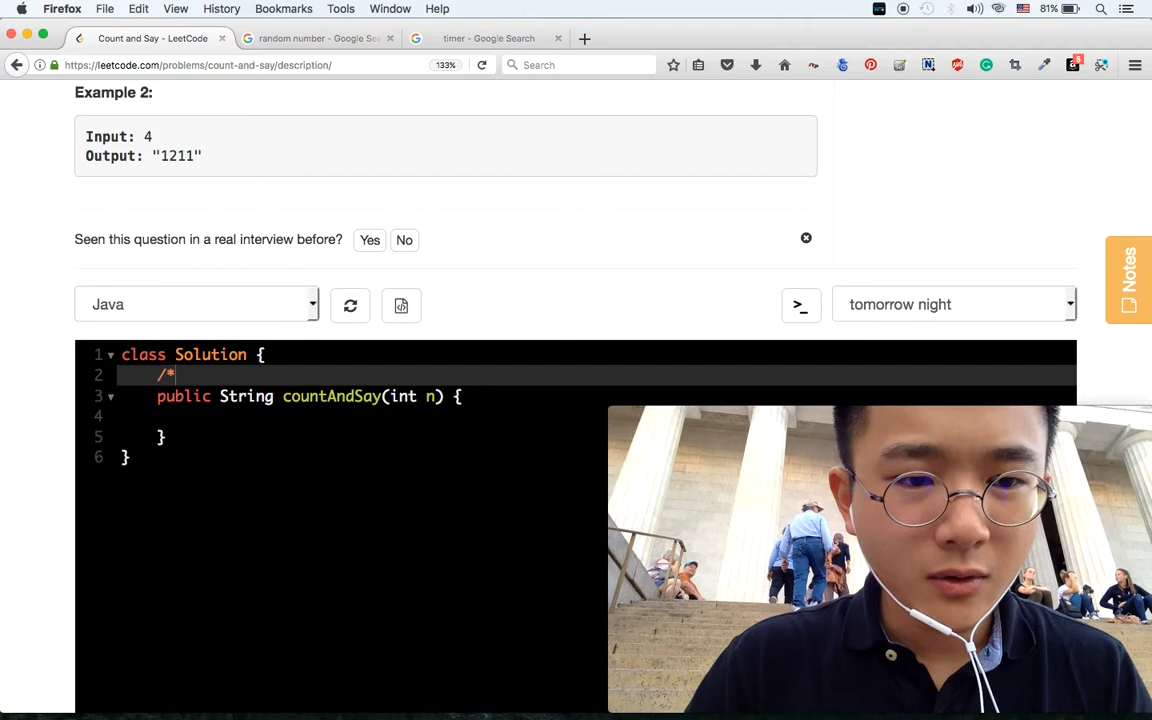 Firefox File Edit View History Bookmarks Tools Window Help 81%
Count and Say - LeetCode random number - Google Se timer - Google Search
https://leetcode.com/problems/count-and-say/description/ 133% Search
Example 2:
Input: 4
Output: "1211"
Seen this question in a real interview before? Yes No
Notes
Java >_ tomorrow night
1 class Solution {
2 /*
3 public String countAndSay(int n) {
4
5 }
6 }